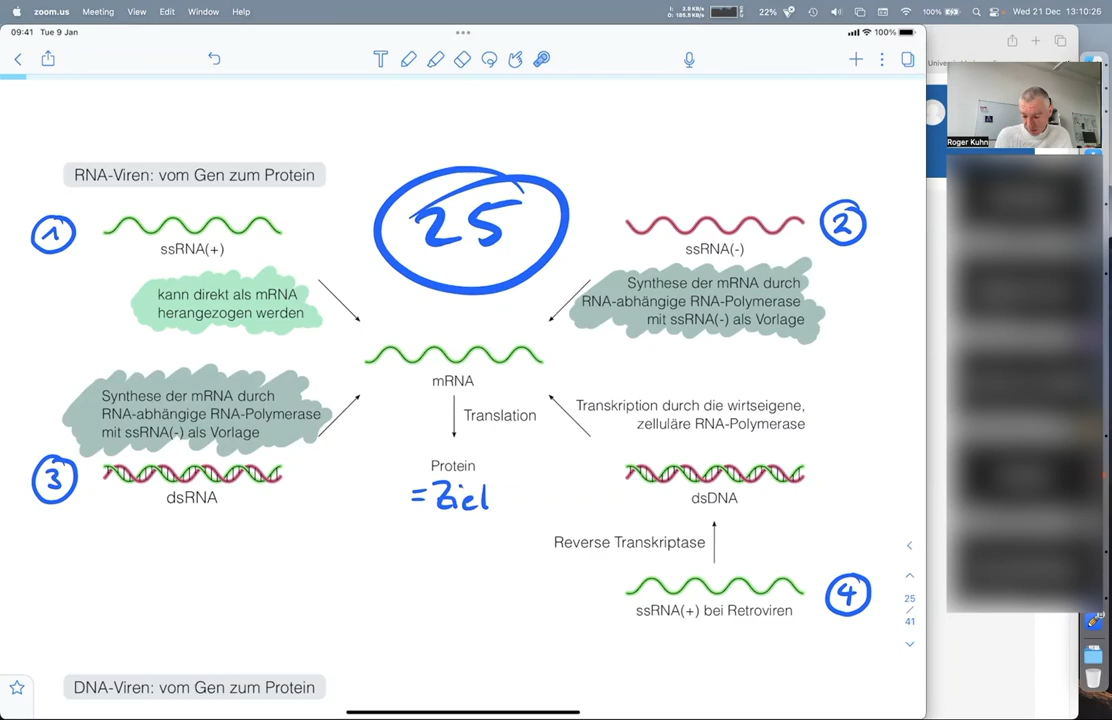 zoom.us Meeting View Edit Window Help
22%
100%
Wed 21 Dec 13:10:26
09:41 Tue 9 Jan
100%
Roger Kuhn
RNA-Viren: vom Gen zum Protein
25
1
ssRNA(+)
2
ssRNA(-)
kann direkt als mRNA
herangezogen werden
Synthese der mRNA durch
RNA-abhängige RNA-Polymerase
mit ssRNA(-) als Vorlage
mRNA
Synthese der mRNA durch
RNA-abhängige RNA-Polymerase
mit ssRNA(-) als Vorlage
Translation
Transkription durch die wirtseigene,
zelluläre RNA-Polymerase
3
dsRNA
Protein
=Ziel
dsDNA
Reverse Transkriptase
4
ssRNA(+) bei Retroviren
25
/
41
DNA-Viren: vom Gen zum Protein